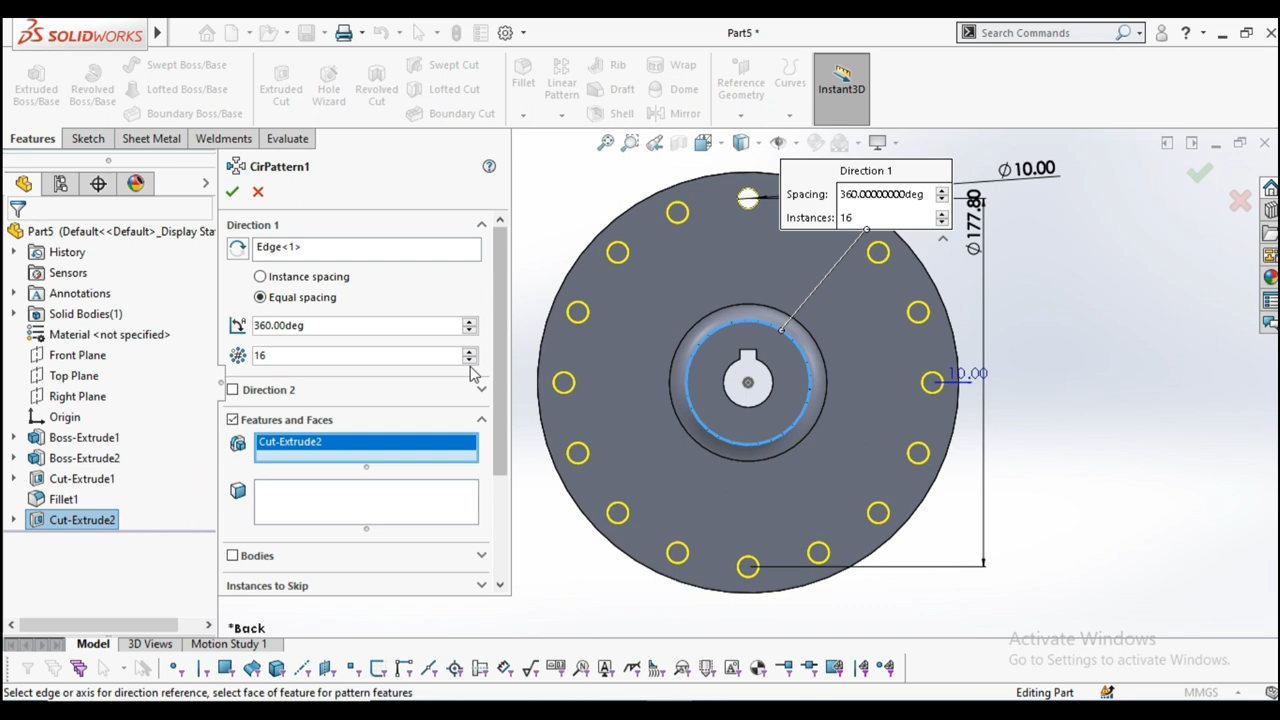 SOLIDWORKS
Part5 *
Search Commands
Extruded Boss/Base
Revolved Boss/Base
Swept Boss/Base
Lofted Boss/Base
Boundary Boss/Base
Extruded Cut
Hole Wizard
Revolved Cut
Swept Cut
Lofted Cut
Boundary Cut
Fillet
Linear Pattern
Rib
Draft
Shell
Wrap
Dome
Mirror
Reference Geometry
Curves
Instant3D
Features
Sketch
Sheet Metal
Weldments
Evaluate
Part5 (Default<<Default>_Display Sta
History
Sensors
Annotations
Solid Bodies(1)
Material <not specified>
Front Plane
Top Plane
Right Plane
Origin
Boss-Extrude1
Boss-Extrude2
Cut-Extrude1
Fillet1
Cut-Extrude2
CirPattern1
Direction 1
Edge<1>
Instance spacing
Equal spacing
360.00deg
16
Direction 2
Features and Faces
Cut-Extrude2
Bodies
Instances to Skip
Direction 1
Spacing: 360.00000000deg
Instances: 16
Ø10.00
Ø177.80
10.00
*Back
Activate Windows
Go to Settings to activate Windows.
Model
3D Views
Motion Study 1
Select edge or axis for direction reference, select face of feature for pattern features
Editing Part
MMGS